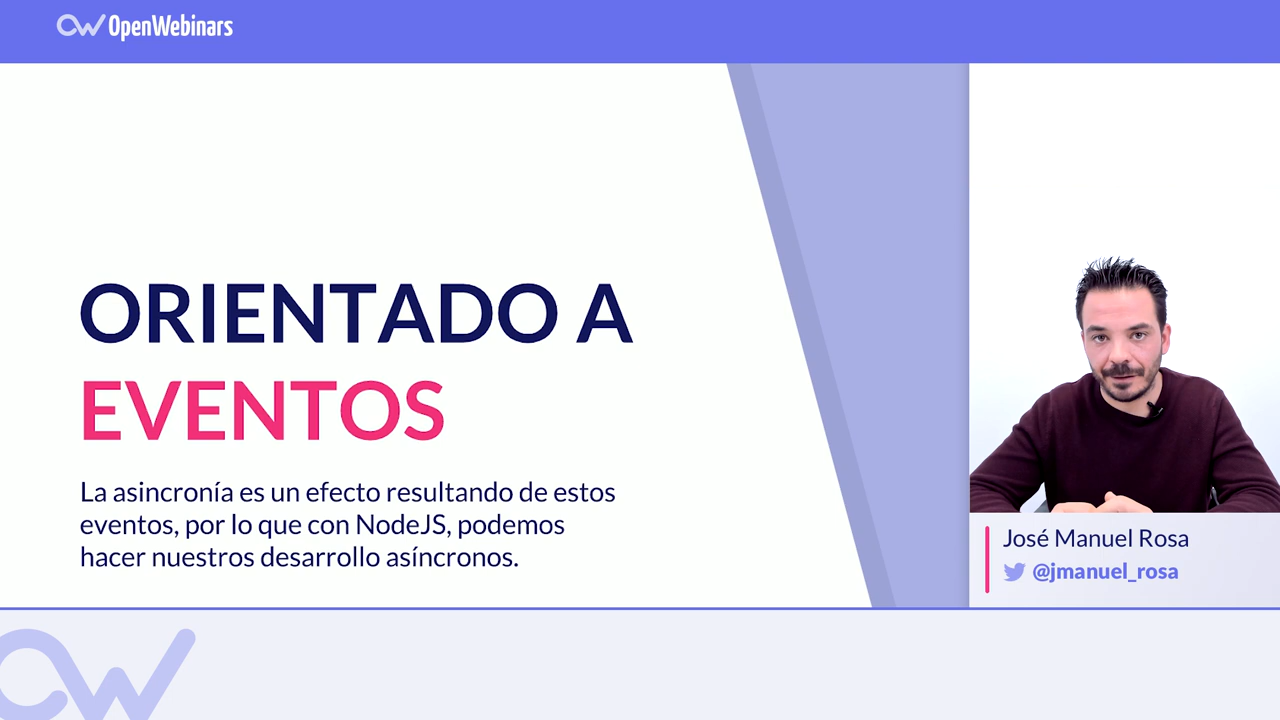 OpenWebinars
ORIENTADO A
EVENTOS
La asincronía es un efecto resultando de estos
eventos, por lo que con NodeJS, podemos
hacer nuestros desarrollo asíncronos.
José Manuel Rosa
@jmanuel_rosa